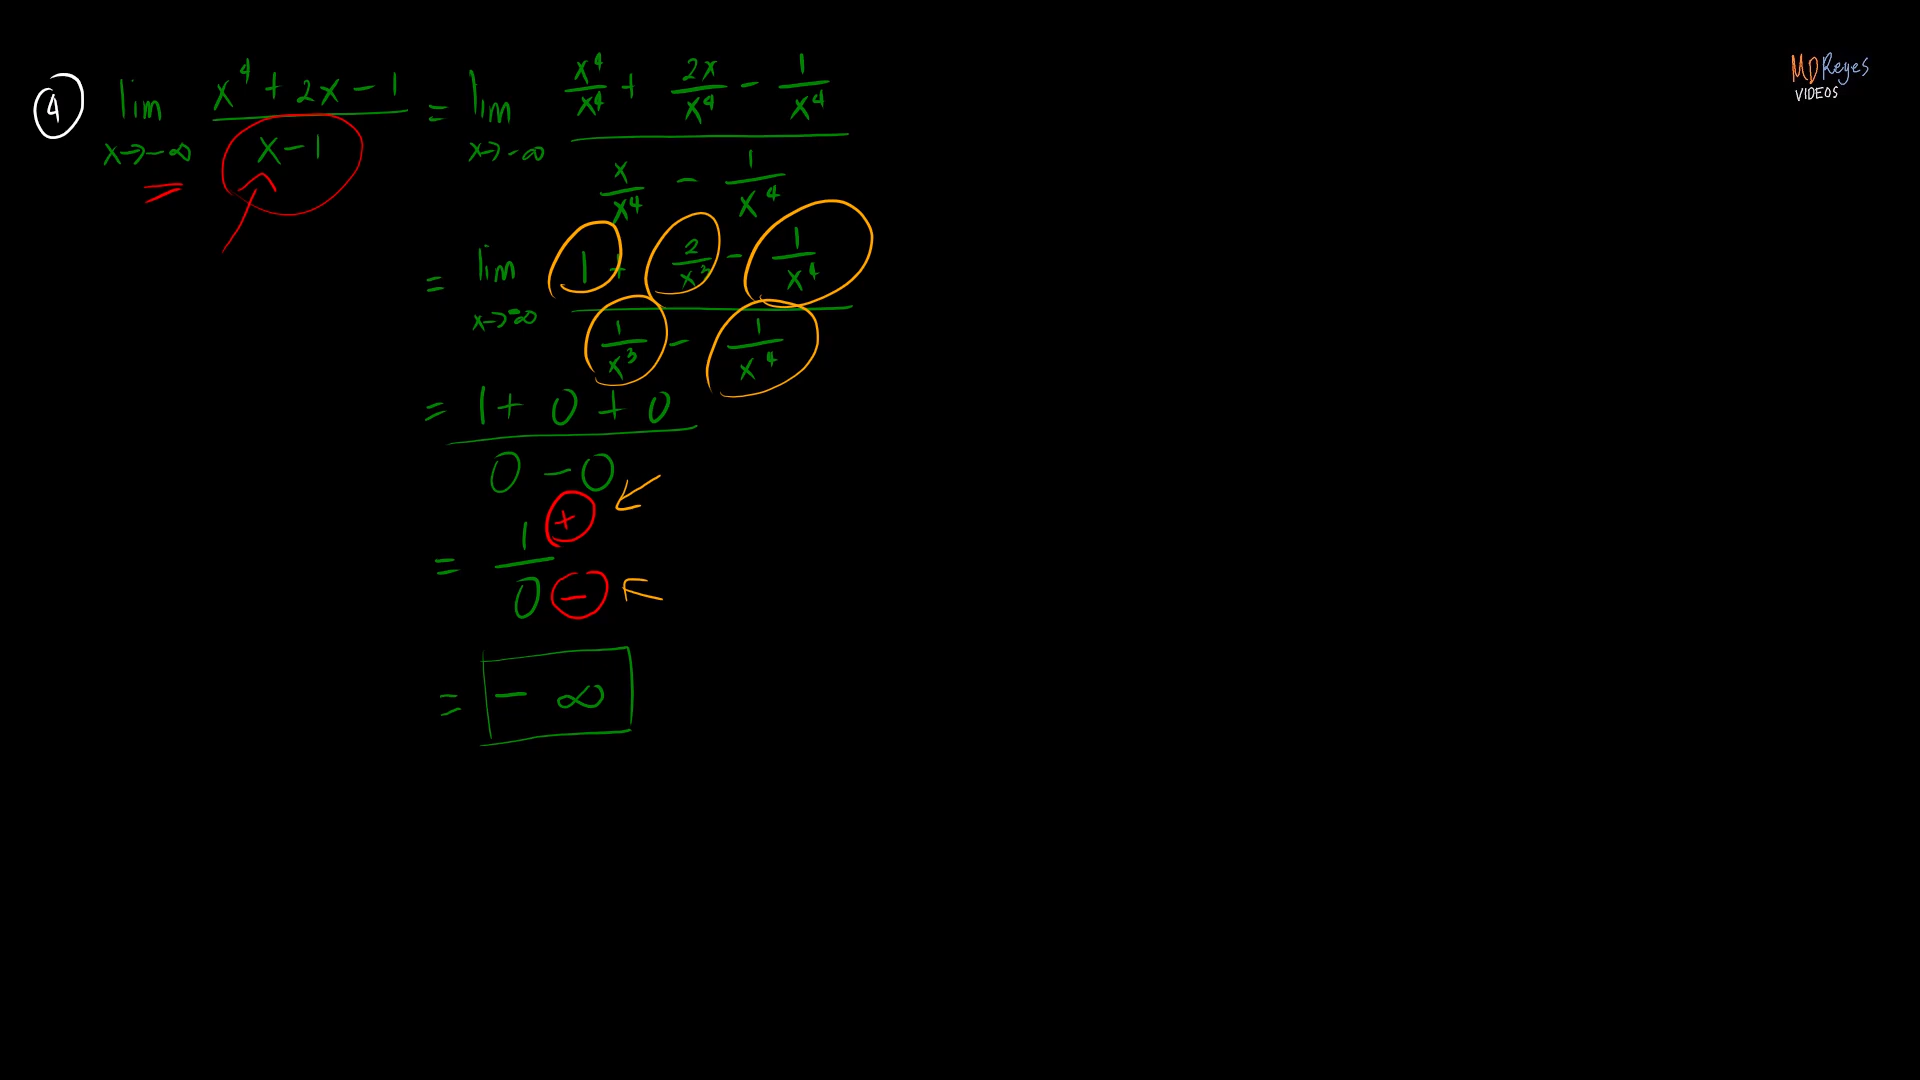 ④ lim x→-∞ (x⁴ + 2x - 1)/(x - 1) = lim x→-∞ (x⁴/x⁴ + 2x/x⁴ - 1/x⁴)/(x/x⁴ - 1/x⁴)
= lim x→-∞ (1 + 2/x³ - 1/x⁴)/(1/x³ - 1/x⁴)
= (1 + 0 + 0)/(0 - 0)
= 1 +/0 -
= - ∞
MDReyes
VIDEOS